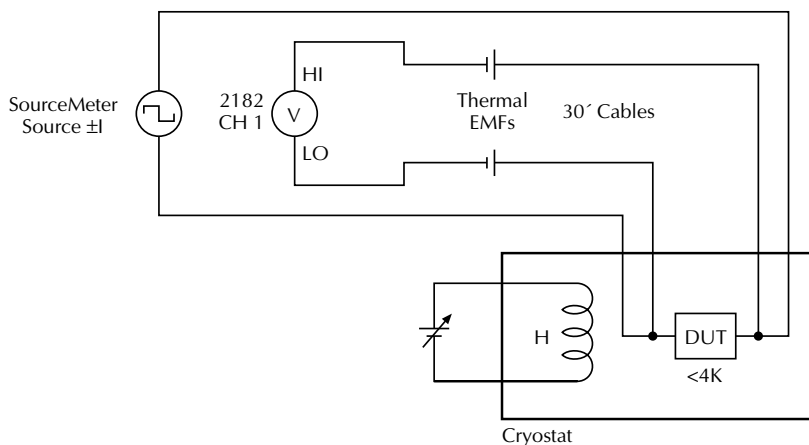 SourceMeter
Source ±I
2182
CH 1
HI
V
LO
Thermal
EMFs
30´ Cables
H
DUT
<4K
Cryostat